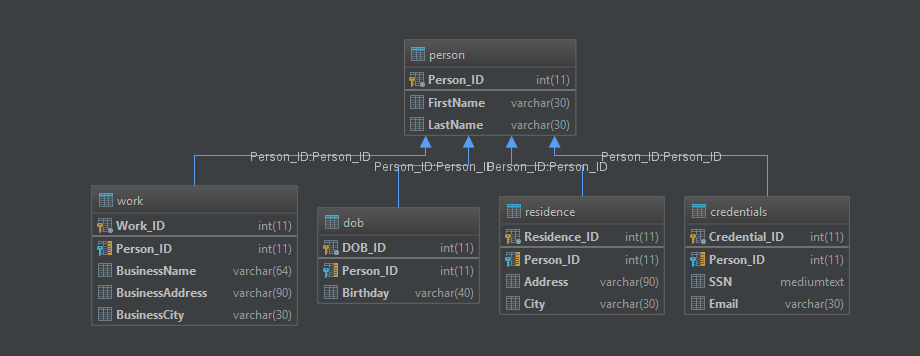 person
Person_ID int(11)
FirstName varchar(30)
LastName varchar(30)
Person_ID:Person_ID
Person_ID:Person_ID
Person_ID:Person_ID
Person_ID:Person_ID
work
Work_ID int(11)
Person_ID int(11)
BusinessName varchar(64)
BusinessAddress varchar(90)
BusinessCity varchar(30)
dob
DOB_ID int(11)
Person_ID int(11)
Birthday varchar(40)
residence
Residence_ID int(11)
Person_ID int(11)
Address varchar(90)
City varchar(30)
credentials
Credential_ID int(11)
Person_ID int(11)
SSN mediumtext
Email varchar(30)